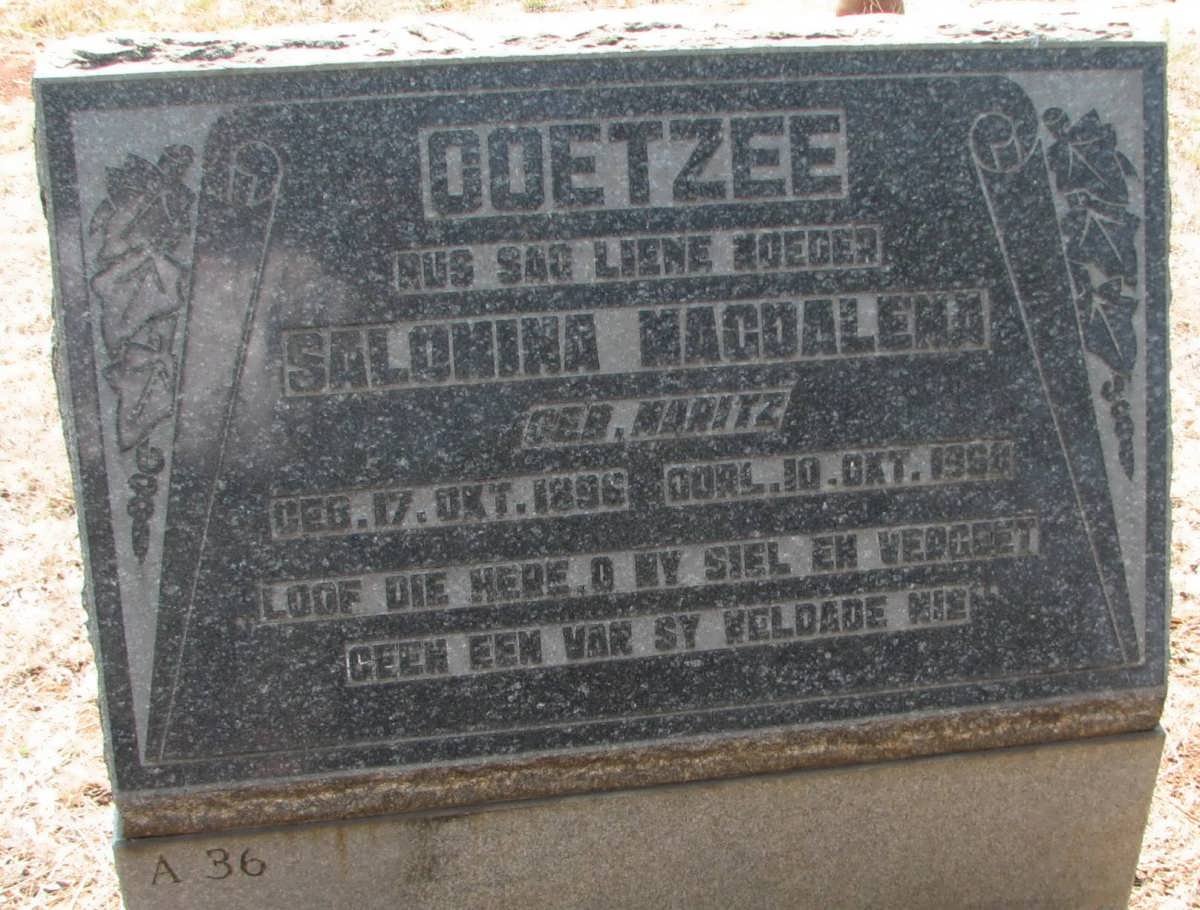 COETZEE
RUS SAG LIEWE MOEDER
SALOMINA MAGDALENA
GEB. MARITZ
GEB. 17. OKT. 1896 OORL. 10. OKT. 1968
"LOOF DIE HERE, O MY SIEL EN VERGEET
GEEN EEN VAN SY WELDADE NIE"
A 36